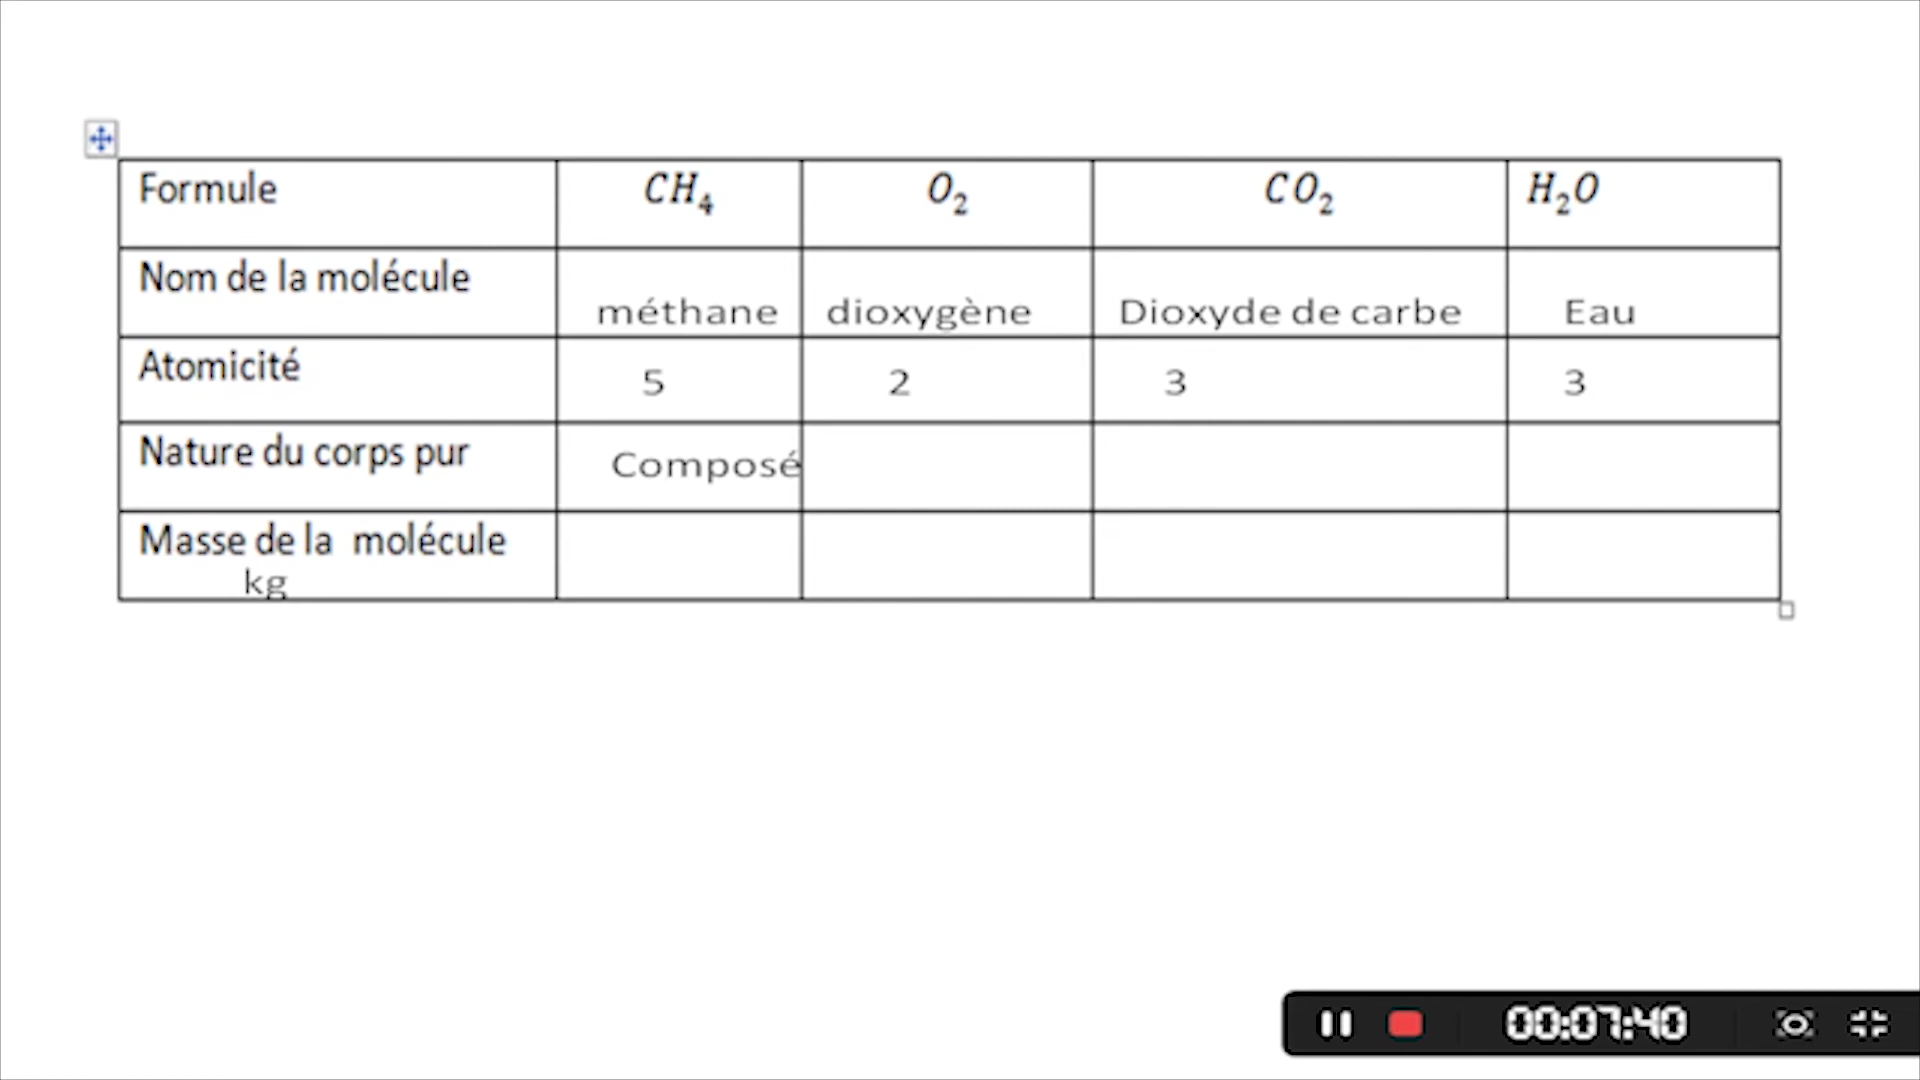 Formule CH₄ O₂ CO₂ H₂O
Nom de la molécule méthane dioxygène Dioxyde de carbe Eau
Atomicité 5 2 3 3
Nature du corps pur Composé
Masse de la molécule
kg
00:07:40